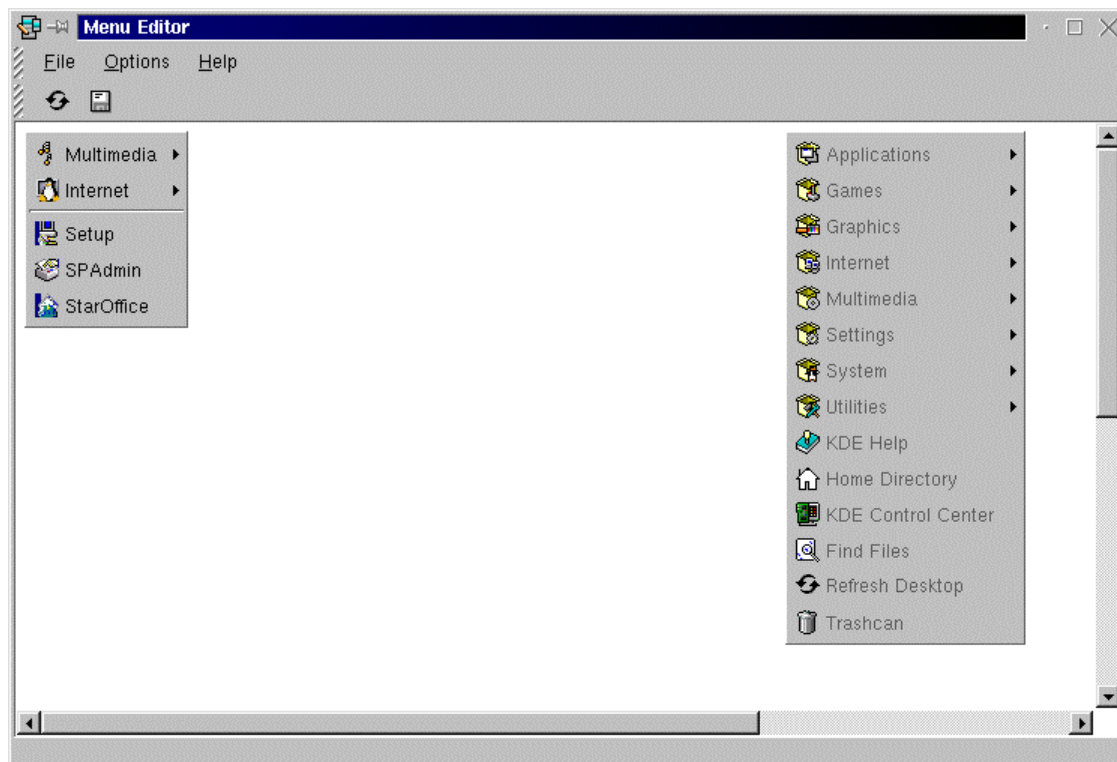 Menu Editor
File Options Help
Multimedia
Internet
Setup
SPAdmin
StarOffice
Applications
Games
Graphics
Internet
Multimedia
Settings
System
Utilities
KDE Help
Home Directory
KDE Control Center
Find Files
Refresh Desktop
Trashcan